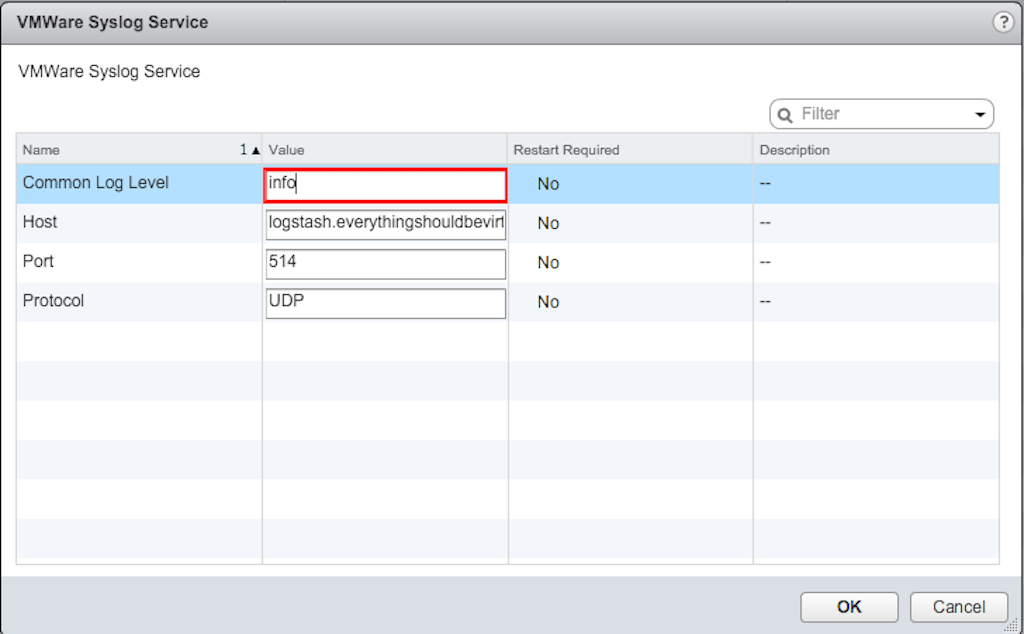 VMWare Syslog Service
?
VMWare Syslog Service
Filter
Name 1 ▲ Value Restart Required Description
Common Log Level info No --
Host logstash.everythingshouldbevirt No --
Port 514 No --
Protocol UDP No --
OK Cancel